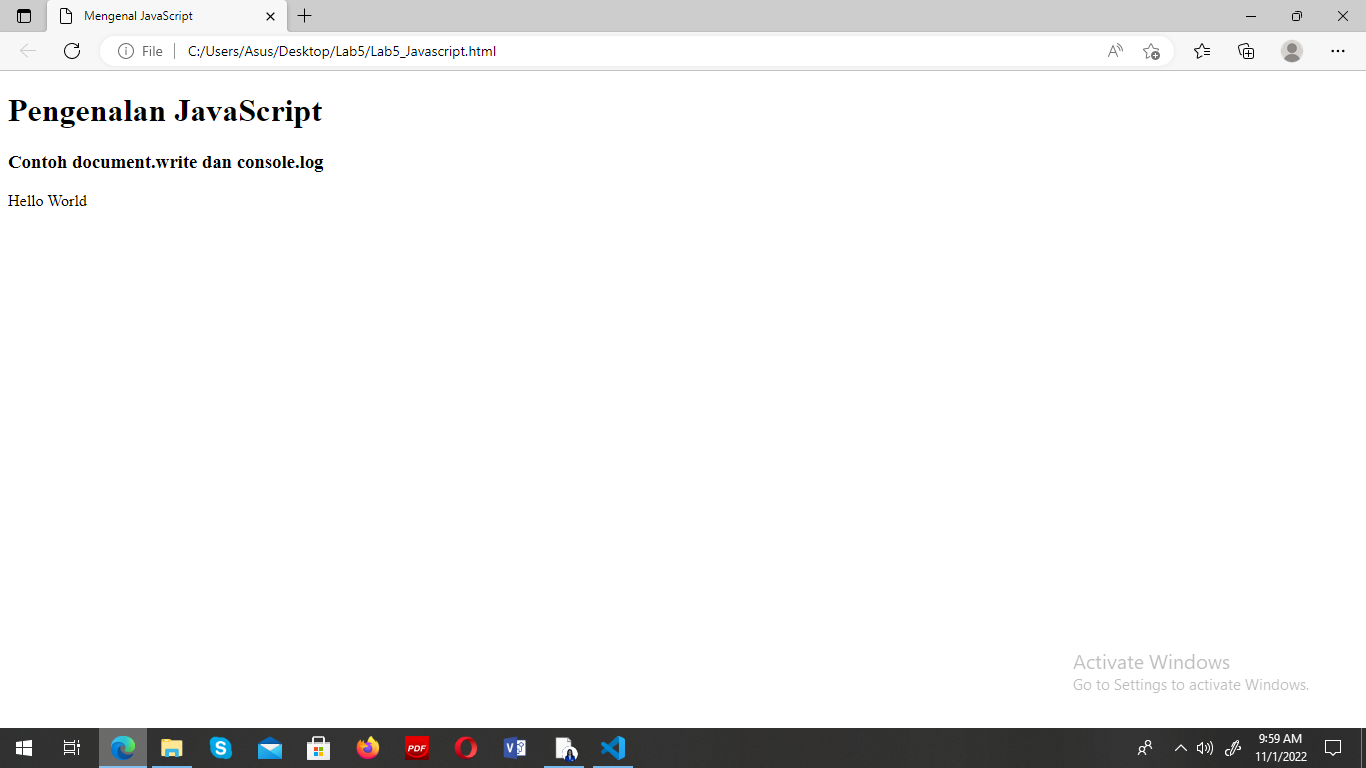 Mengenal JavaScript
File
C:/Users/Asus/Desktop/Lab5/Lab5_Javascript.html
Pengenalan JavaScript
Contoh document.write dan console.log
Hello World
Activate Windows
Go to Settings to activate Windows.
PDF
9:59 AM
11/1/2022